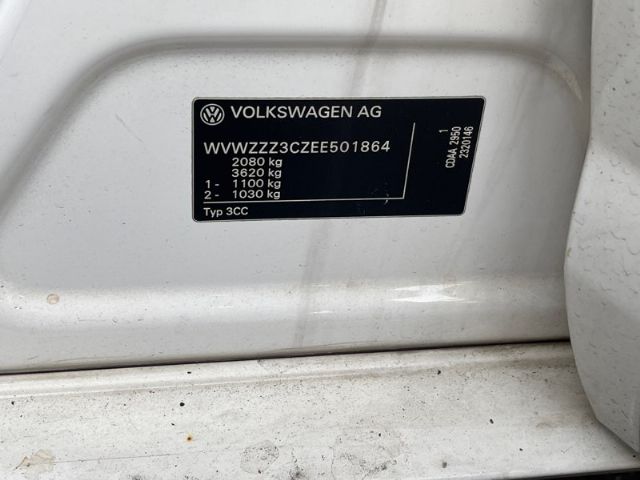 VOLKSWAGEN AG
WVWZZZ3CZEE501864
2080 kg
3620 kg
1 - 1100 kg
2 - 1030 kg
Typ 3CC
1
CDAA 2950
2320146